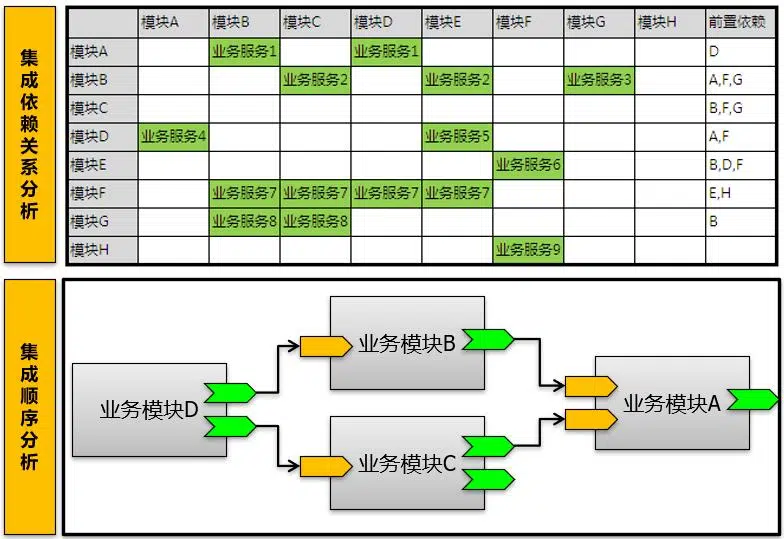 集成依赖关系分析
模块A 模块B 模块C 模块D 模块E 模块F 模块G 模块H 前置依赖
模块A 业务服务1 业务服务1 D
模块B 业务服务2 业务服务2 业务服务3 A,F,G
模块C B,F,G
模块D 业务服务4 业务服务5 A,F
模块E 业务服务6 B,D,F
模块F 业务服务7 业务服务7 业务服务7 业务服务7 E,H
模块G 业务服务8 业务服务8 B
模块H 业务服务9
集成顺序分析
业务模块D
业务模块B
业务模块C
业务模块A